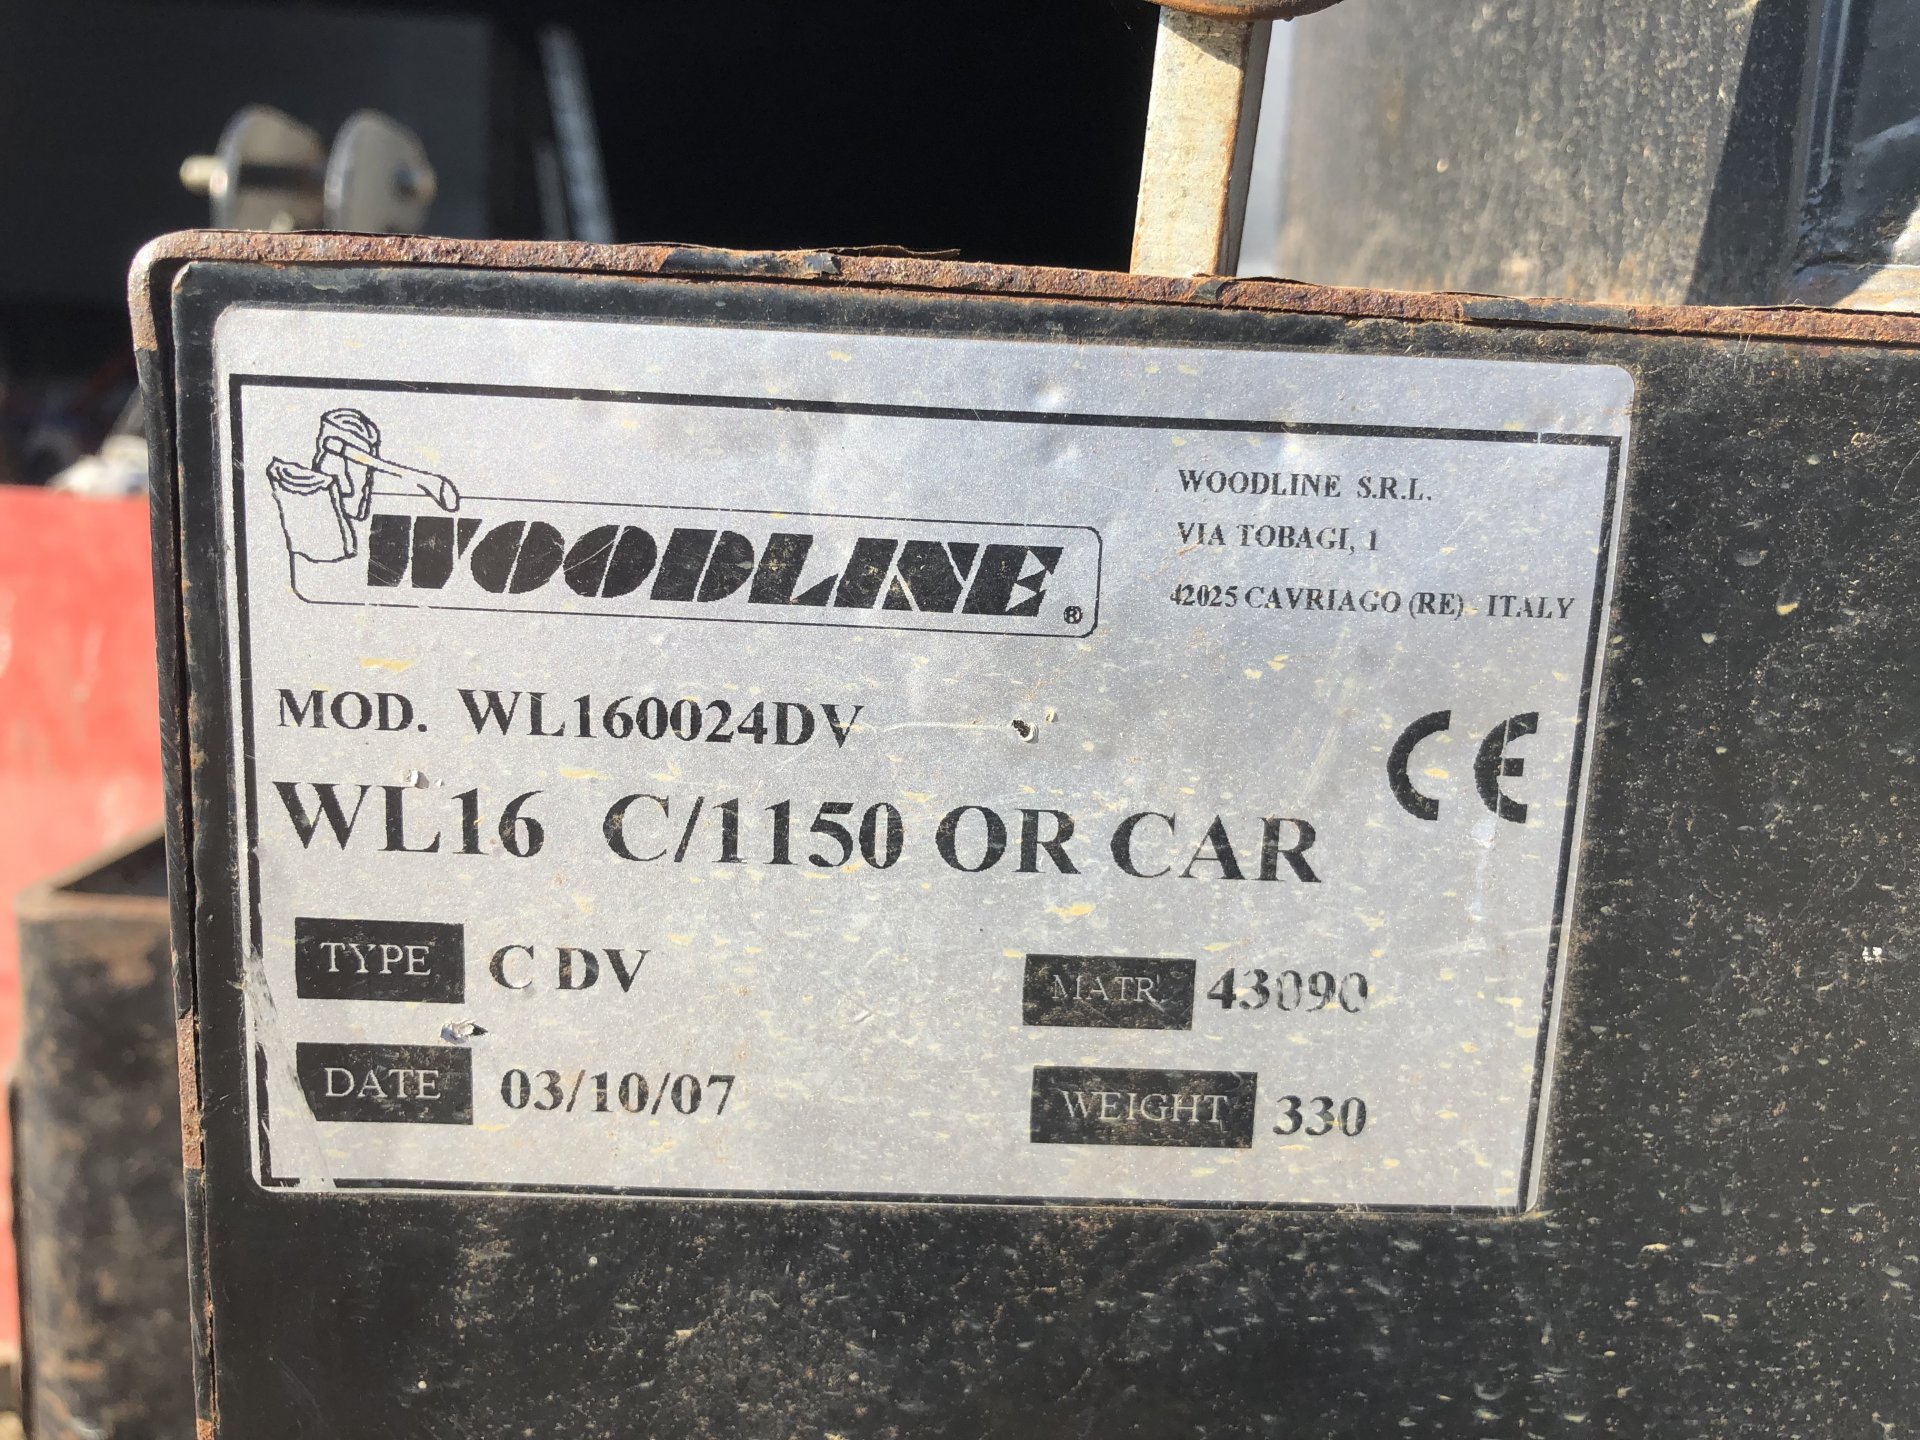 WOODLINE ®
WOODLINE S.R.L.
VIA TOBAGI, 1
42025 CAVRIAGO (RE) - ITALY
MOD. WL160024DV
WL16 C/1150 OR CAR
CE
TYPE C DV
MATR. 43090
DATE 03/10/07
WEIGHT 330